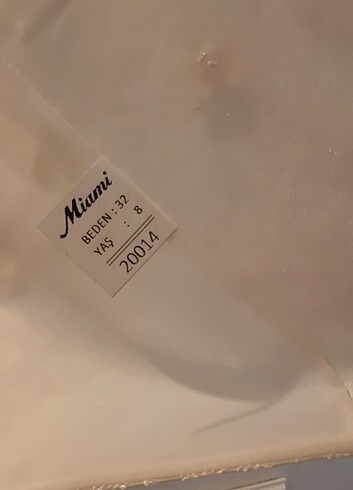 Miami
BEDEN : 32
YAŞ : 8
20014